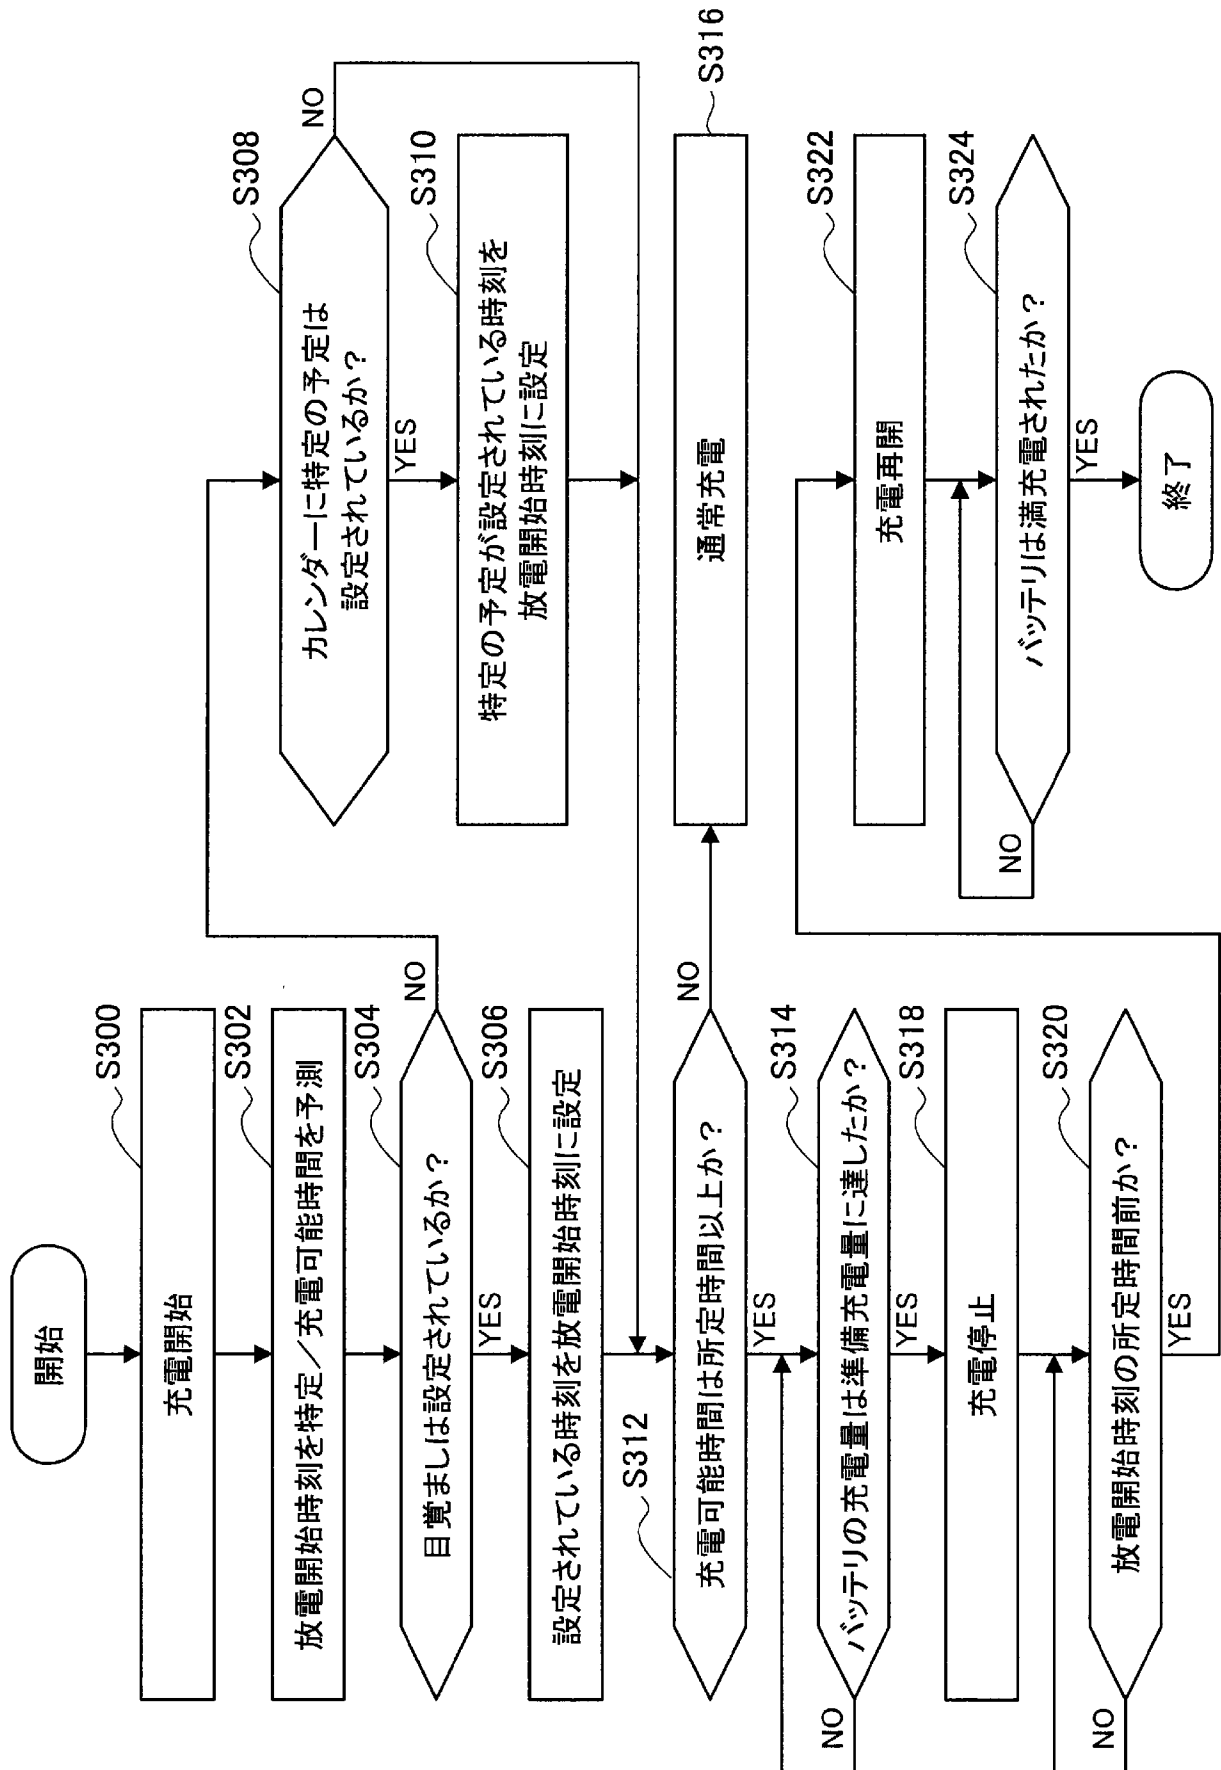 開始
S300
充電開始
S302
放電開始時刻を特定／充電可能時間を予測
S304
目覚ましは設定されているか？
NO
YES
S306
設定されている時刻を放電開始時刻に設定
S308
カレンダーに特定の予定は
設定されているか？
NO
YES
S310
特定の予定が設定されている時刻を
放電開始時刻に設定
S312
充電可能時間は所定時間以上か？
NO
YES
S316
通常充電
S314
バッテリの充電量は準備充電量に達したか？
NO
YES
S318
充電停止
S320
放電開始時刻の所定時間前か？
NO
YES
S322
充電再開
S324
バッテリは満充電されたか？
NO
YES
終了